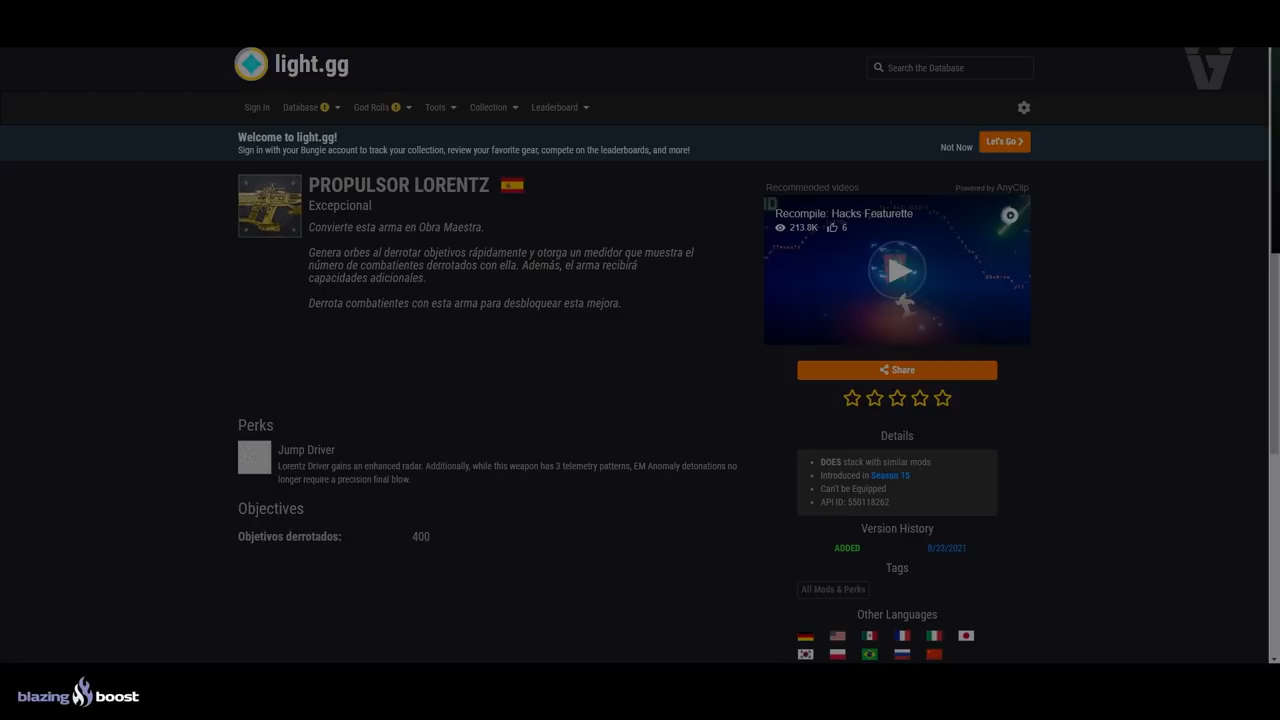 light.gg
Search the Database
Sign In
Database
God Rolls
Tools
Collection
Leaderboard
Welcome to light.gg!
Sign in with your Bungie account to track your collection, review your favorite gear, compete on the leaderboards, and more!
Not Now
Let's Go
PROPULSOR LORENTZ
Excepcional
Convierte esta arma en Obra Maestra.
Genera orbes al derrotar objetivos rápidamente y otorga un medidor que muestra el
número de combatientes derrotados con ella. Además, el arma recibirá
capacidades adicionales.
Derrota combatientes con esta arma para desbloquear esta mejora.
Recommended videos
Powered by AnyClip
Recompile: Hacks Featurette
213.8K
6
Share
Perks
Jump Driver
Lorentz Driver gains an enhanced radar. Additionally, while this weapon has 3 telemetry patterns, EM Anomaly detonations no
longer require a precision final blow.
Objectives
Objetivos derrotados: 400
Details
DOES stack with similar mods
Introduced in Season 15
Can't be Equipped
API ID: 550118262
Version History
ADDED 8/23/2021
Tags
All Mods & Perks
Other Languages
blazing boost